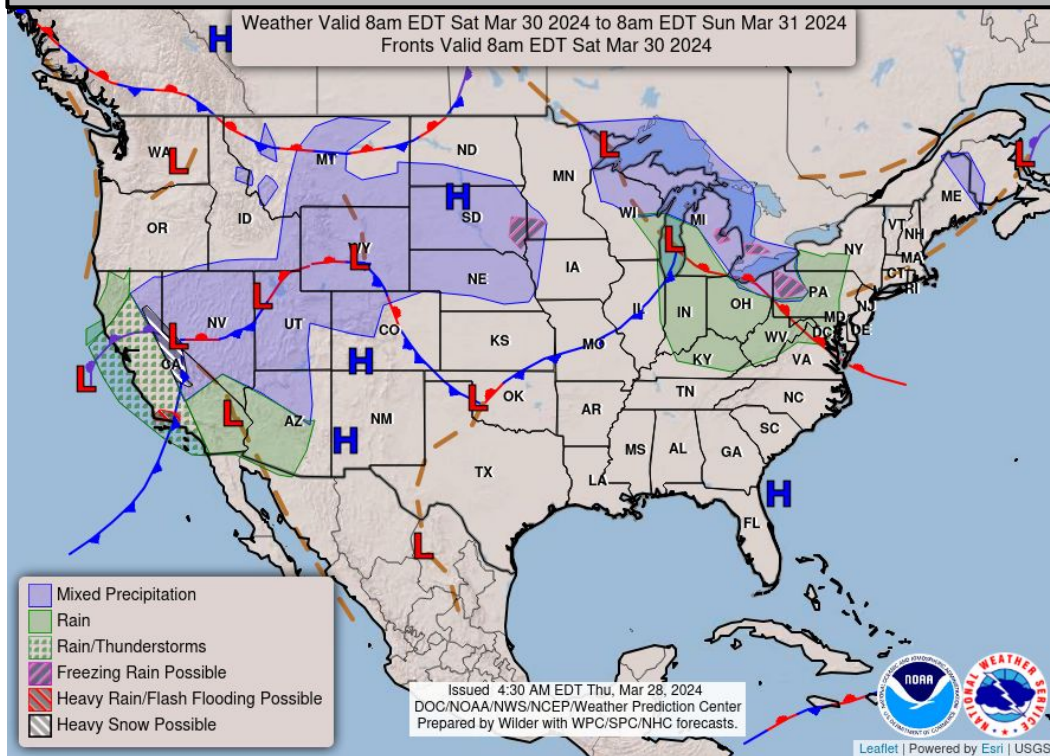 Weather Valid 8am EDT Sat Mar 30 2024 to 8am EDT Sun Mar 31 2024
Fronts Valid 8am EDT Sat Mar 30 2024
H
WA
L
MT
ND
MN
L
ME
L
OR
ID
H
SD
WI
MI
VT
NH
NY
MA
CT
RI
WY
L
L
NE
IA
L
PA
NJ
OH
IN
IL
MD
DE
DC
WV
VA
NV
UT
CO
L
CA
L
H
KS
MO
KY
L
AZ
NM
H
L
OK
AR
TN
NC
SC
MS
AL
GA
TX
LA
H
FL
L
Mixed Precipitation
Rain
Rain/Thunderstorms
Freezing Rain Possible
Heavy Rain/Flash Flooding Possible
Heavy Snow Possible
Issued 4:30 AM EDT Thu, Mar 28, 2024
DOC/NOAA/NWS/NCEP/Weather Prediction Center
Prepared by Wilder with WPC/SPC/NHC forecasts.
NOAA
NATIONAL WEATHER SERVICE
Leaflet | Powered by Esri | USGS